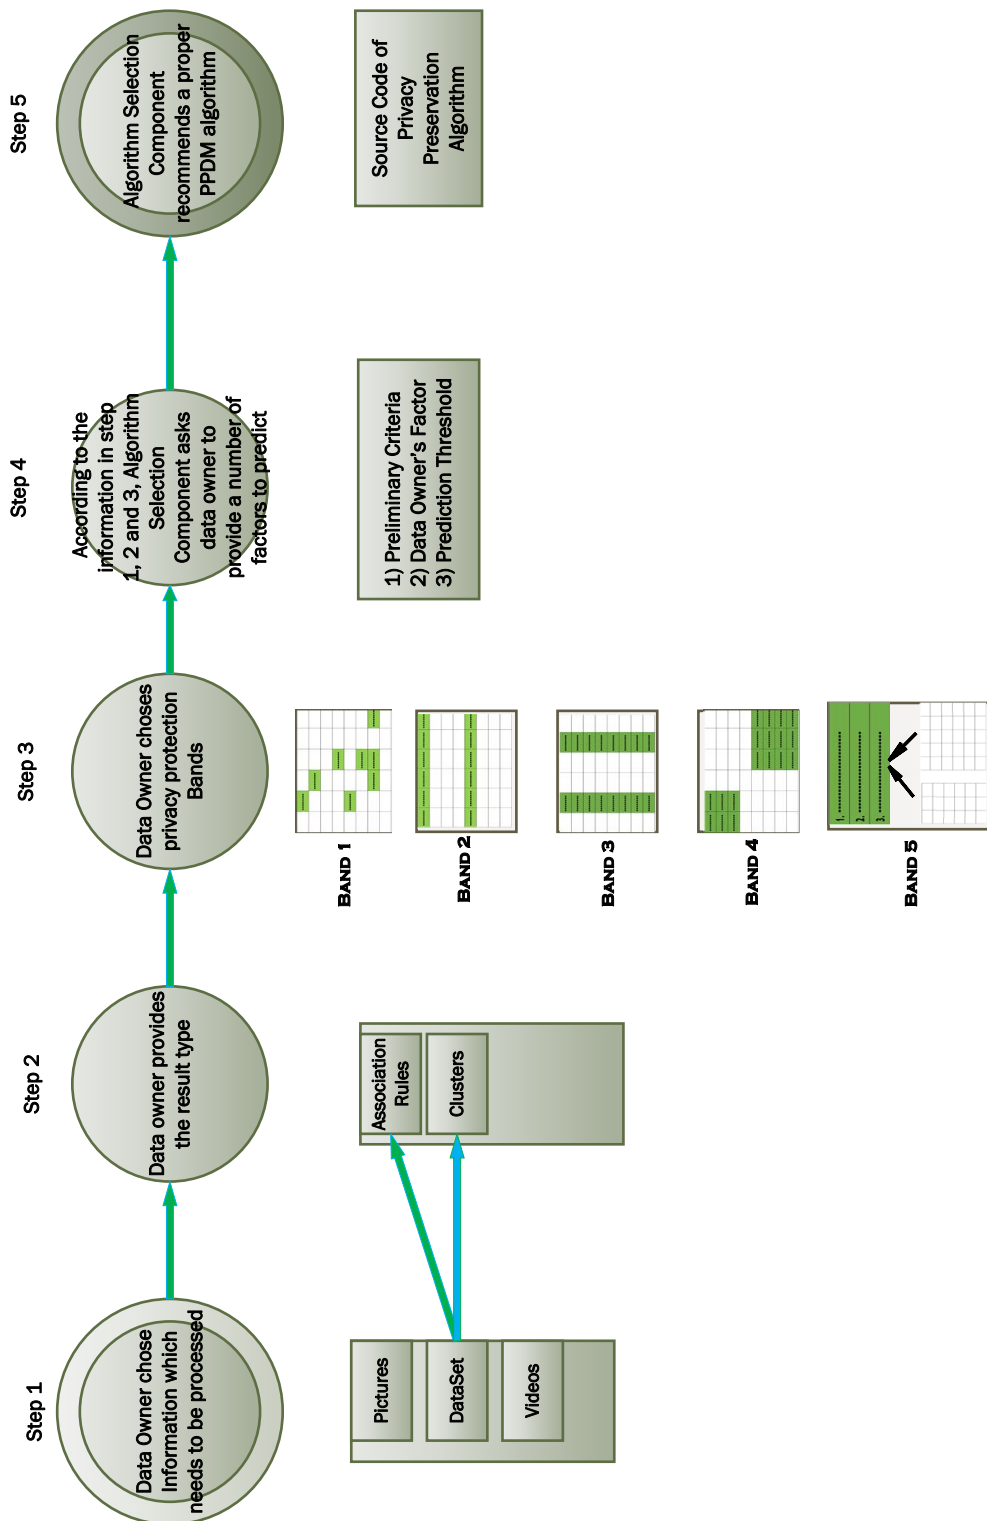 Step 1
Step 2
Step 3
Step 4
Step 5
Data Owner chose
Information which
needs to be processed
Data owner provides
the result type
Data Owner choses
privacy protection
Bands
According to the
information in step
1, 2 and 3, Algorithm
Selection
Component asks
data owner to
provide a number of
factors to predict
Algorithm Selection
Component
recommends a proper
PPDM algorithm
Pictures
DataSet
Videos
Association
Rules
Clusters
BAND 1
BAND 2
BAND 3
BAND 4
BAND 5
1.
2.
3.
1) Preliminary Criteria
2) Data Owner's Factor
3) Prediction Threshold
Source Code of
Privacy
Preservation
Algorithm